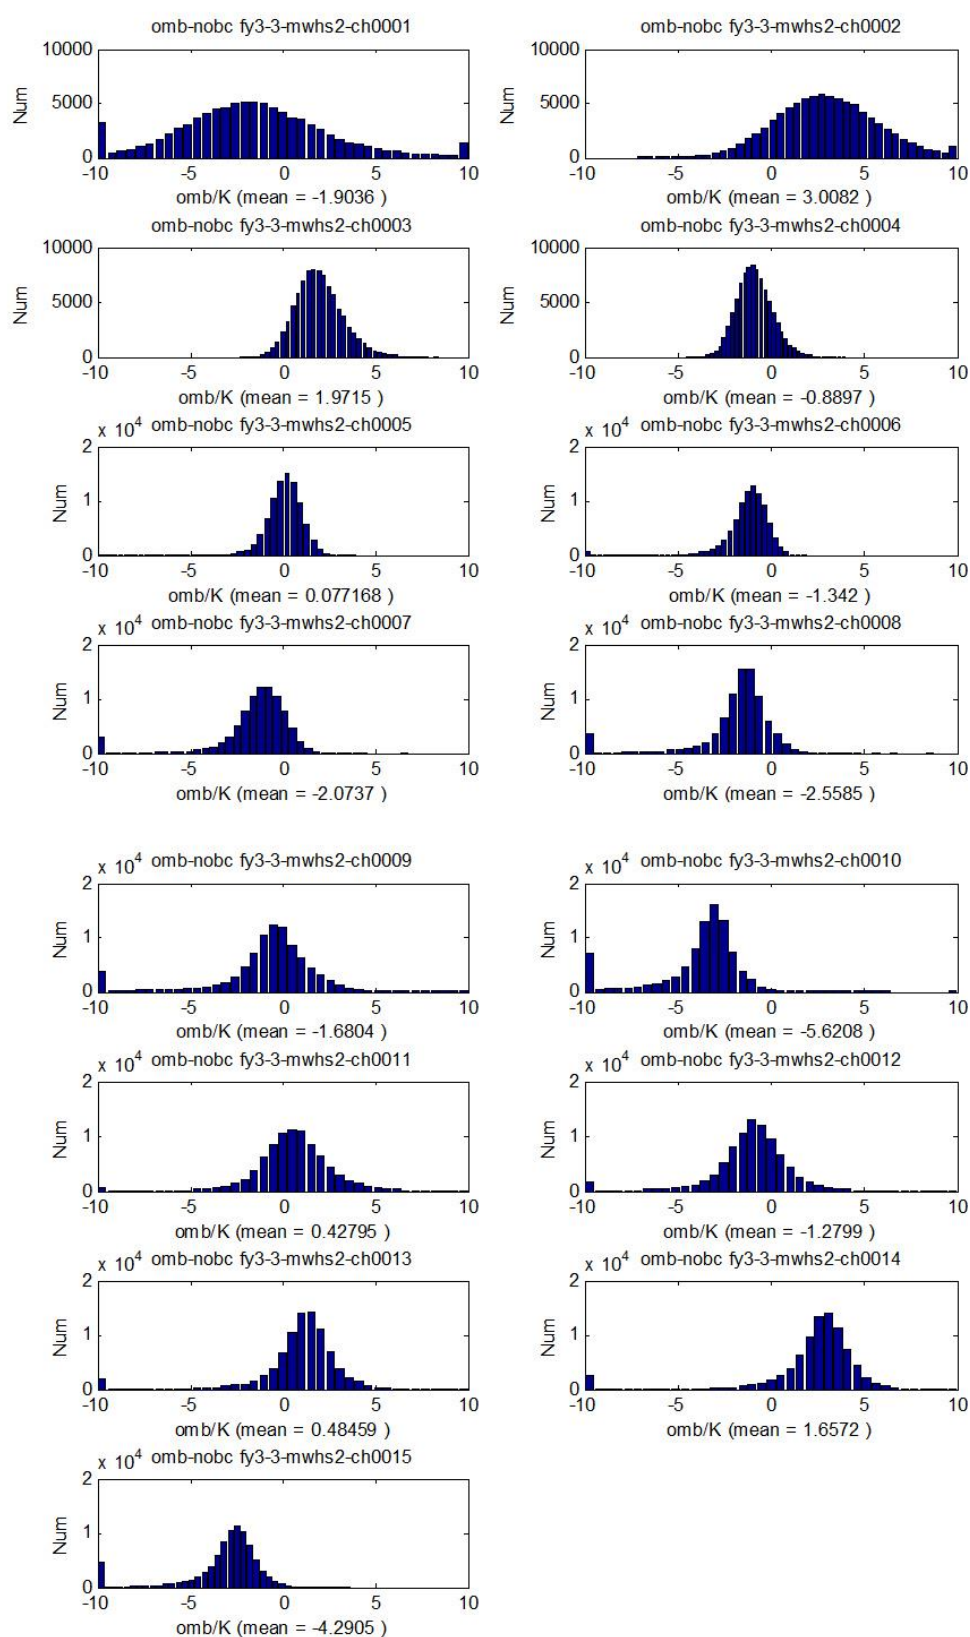 omb-nobc fy3-3-mwhs2-ch0001
10000
5000
0
Num
-10 -5 0 5 10
omb/K (mean = -1.9036 )
omb-nobc fy3-3-mwhs2-ch0002
10000
5000
0
Num
-10 -5 0 5 10
omb/K (mean = 3.0082 )
omb-nobc fy3-3-mwhs2-ch0003
10000
5000
0
Num
-10 -5 0 5 10
omb/K (mean = 1.9715 )
omb-nobc fy3-3-mwhs2-ch0004
10000
5000
0
Num
-10 -5 0 5 10
omb/K (mean = -0.8897 )
x 10^4 omb-nobc fy3-3-mwhs2-ch0005
2
1
0
Num
-10 -5 0 5 10
omb/K (mean = 0.077168 )
x 10^4 omb-nobc fy3-3-mwhs2-ch0006
2
1
0
Num
-10 -5 0 5 10
omb/K (mean = -1.342 )
x 10^4 omb-nobc fy3-3-mwhs2-ch0007
2
1
0
Num
-10 -5 0 5 10
omb/K (mean = -2.0737 )
x 10^4 omb-nobc fy3-3-mwhs2-ch0008
2
1
0
Num
-10 -5 0 5 10
omb/K (mean = -2.5585 )
x 10^4 omb-nobc fy3-3-mwhs2-ch0009
2
1
0
Num
-10 -5 0 5 10
omb/K (mean = -1.6804 )
x 10^4 omb-nobc fy3-3-mwhs2-ch0010
2
1
0
Num
-10 -5 0 5 10
omb/K (mean = -5.6208 )
x 10^4 omb-nobc fy3-3-mwhs2-ch0011
2
1
0
Num
-10 -5 0 5 10
omb/K (mean = 0.42795 )
x 10^4 omb-nobc fy3-3-mwhs2-ch0012
2
1
0
Num
-10 -5 0 5 10
omb/K (mean = -1.2799 )
x 10^4 omb-nobc fy3-3-mwhs2-ch0013
2
1
0
Num
-10 -5 0 5 10
omb/K (mean = 0.48459 )
x 10^4 omb-nobc fy3-3-mwhs2-ch0014
2
1
0
Num
-10 -5 0 5 10
omb/K (mean = 1.6572 )
x 10^4 omb-nobc fy3-3-mwhs2-ch0015
2
1
0
Num
-10 -5 0 5 10
omb/K (mean = -4.2905 )